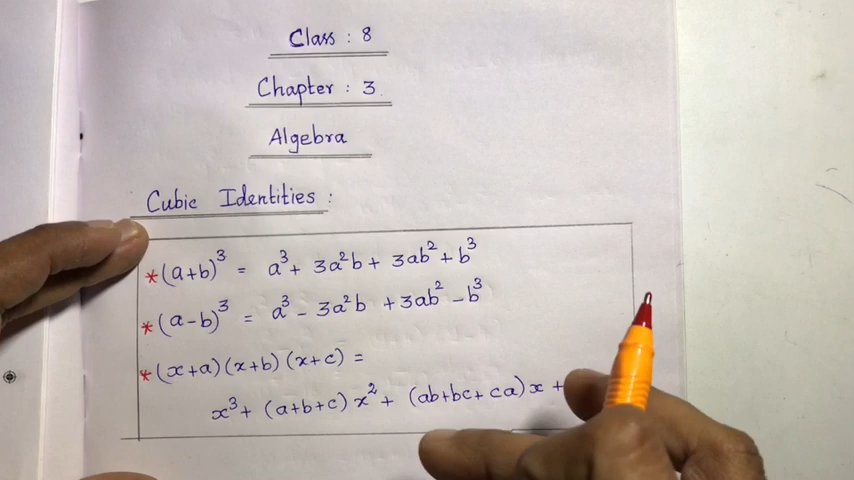 Class : 8
Chapter : 3.
Algebra
Cubic Identities :
*(a+b)³ = a³ + 3a²b + 3ab² + b³
*(a-b)³ = a³ - 3a²b + 3ab² - b³
*(x+a)(x+b)(x+c) =
x³ + (a+b+c)x² + (ab+bc+ca)x +